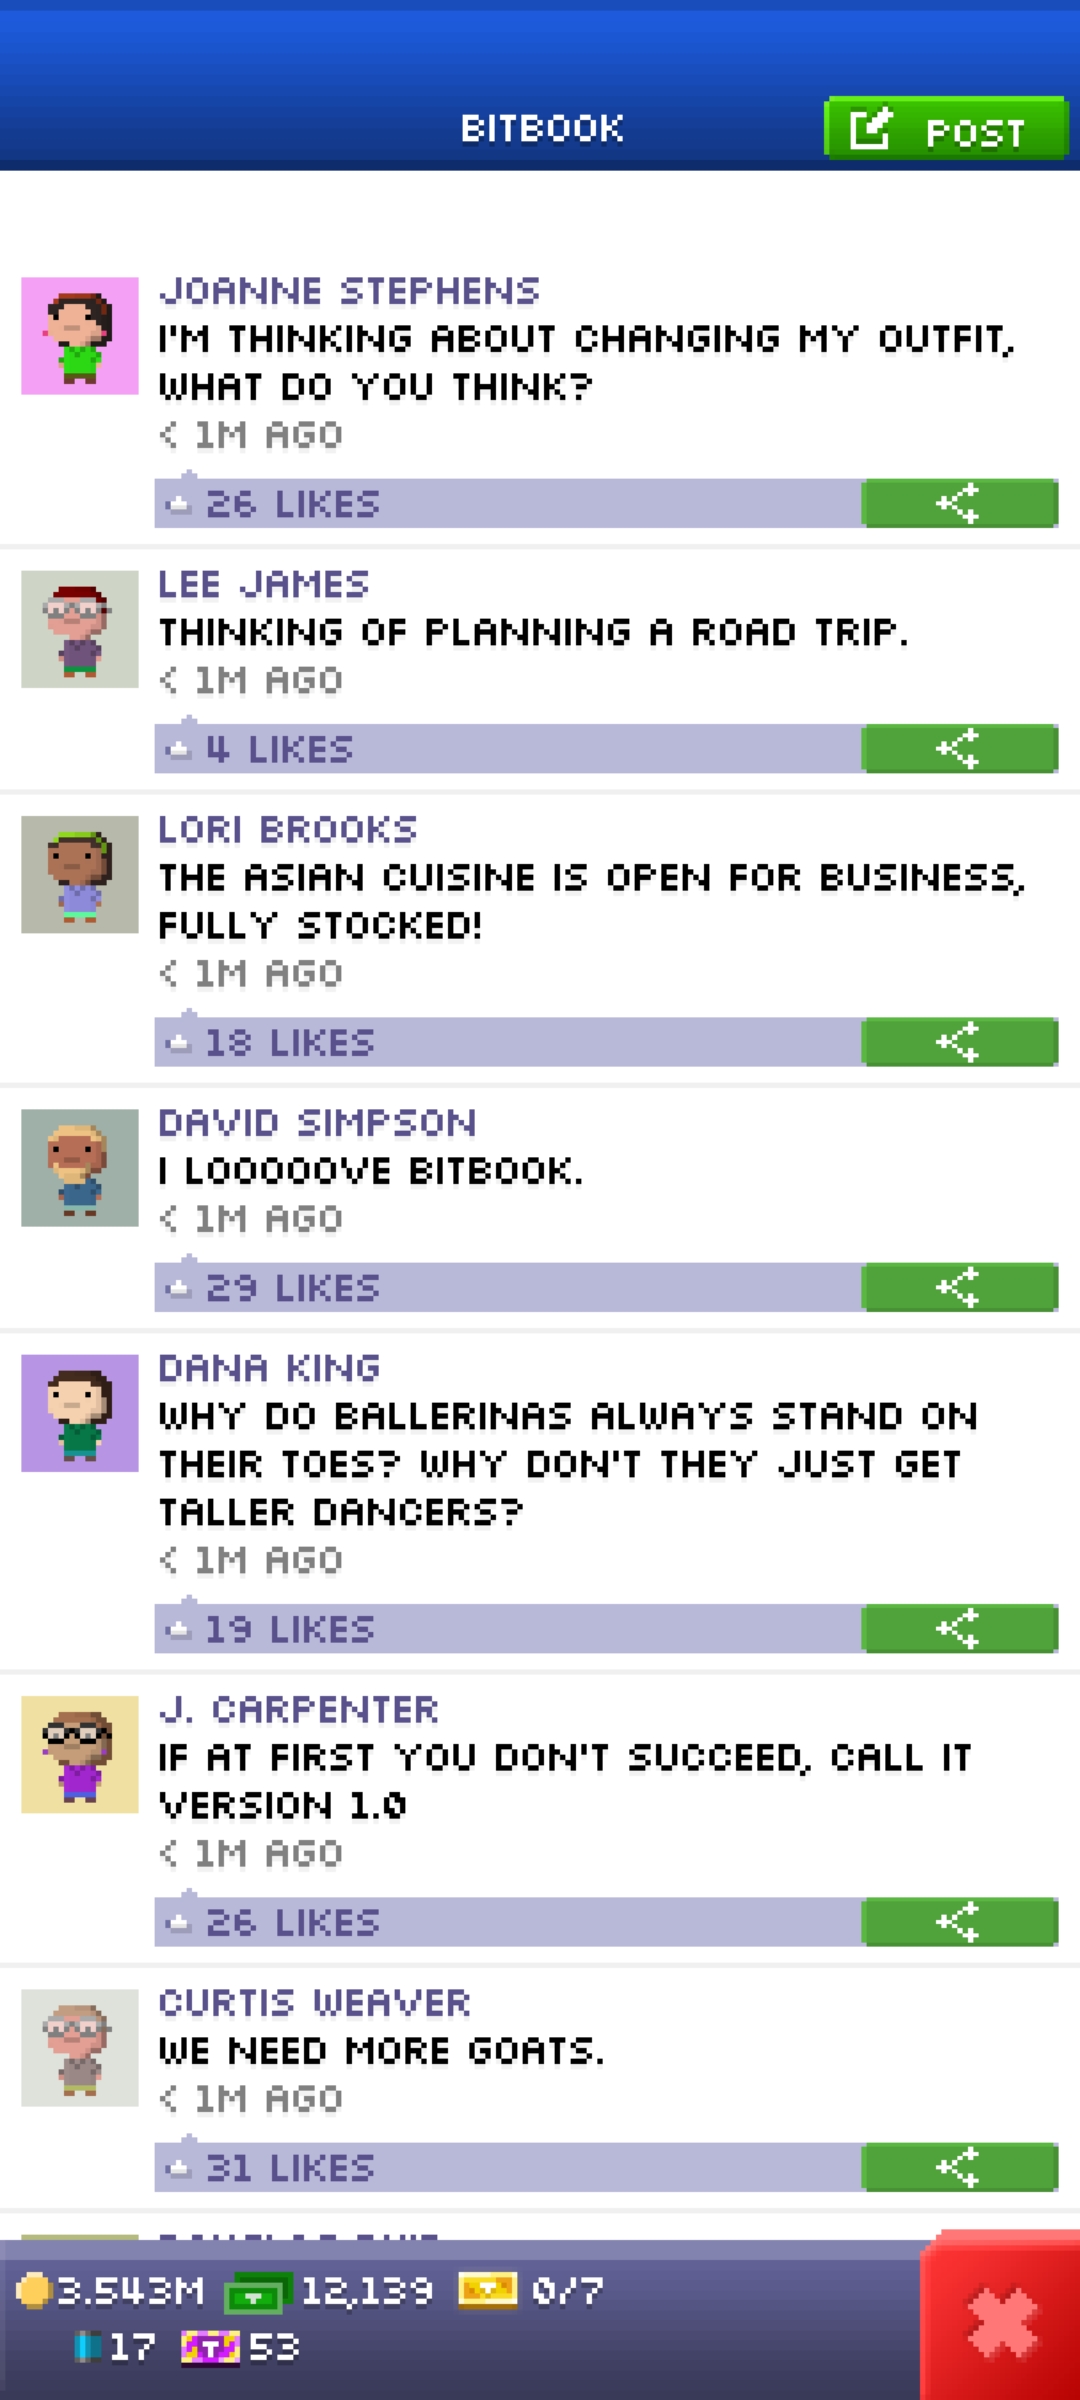 BITBOOK
POST
JOANNE STEPHENS
I'M THINKING ABOUT CHANGING MY OUTFIT,
WHAT DO YOU THINK?
< 1M AGO
26 LIKES
LEE JAMES
THINKING OF PLANNING A ROAD TRIP.
< 1M AGO
4 LIKES
LORI BROOKS
THE ASIAN CUISINE IS OPEN FOR BUSINESS,
FULLY STOCKED!
< 1M AGO
18 LIKES
DAVID SIMPSON
I LOOOOOVE BITBOOK.
< 1M AGO
29 LIKES
DANA KING
WHY DO BALLERINAS ALWAYS STAND ON
THEIR TOES? WHY DON'T THEY JUST GET
TALLER DANCERS?
< 1M AGO
19 LIKES
J. CARPENTER
IF AT FIRST YOU DON'T SUCCEED, CALL IT
VERSION 1.0
< 1M AGO
26 LIKES
CURTIS WEAVER
WE NEED MORE GOATS.
< 1M AGO
31 LIKES
3.543M 12,139 0/7
17 53